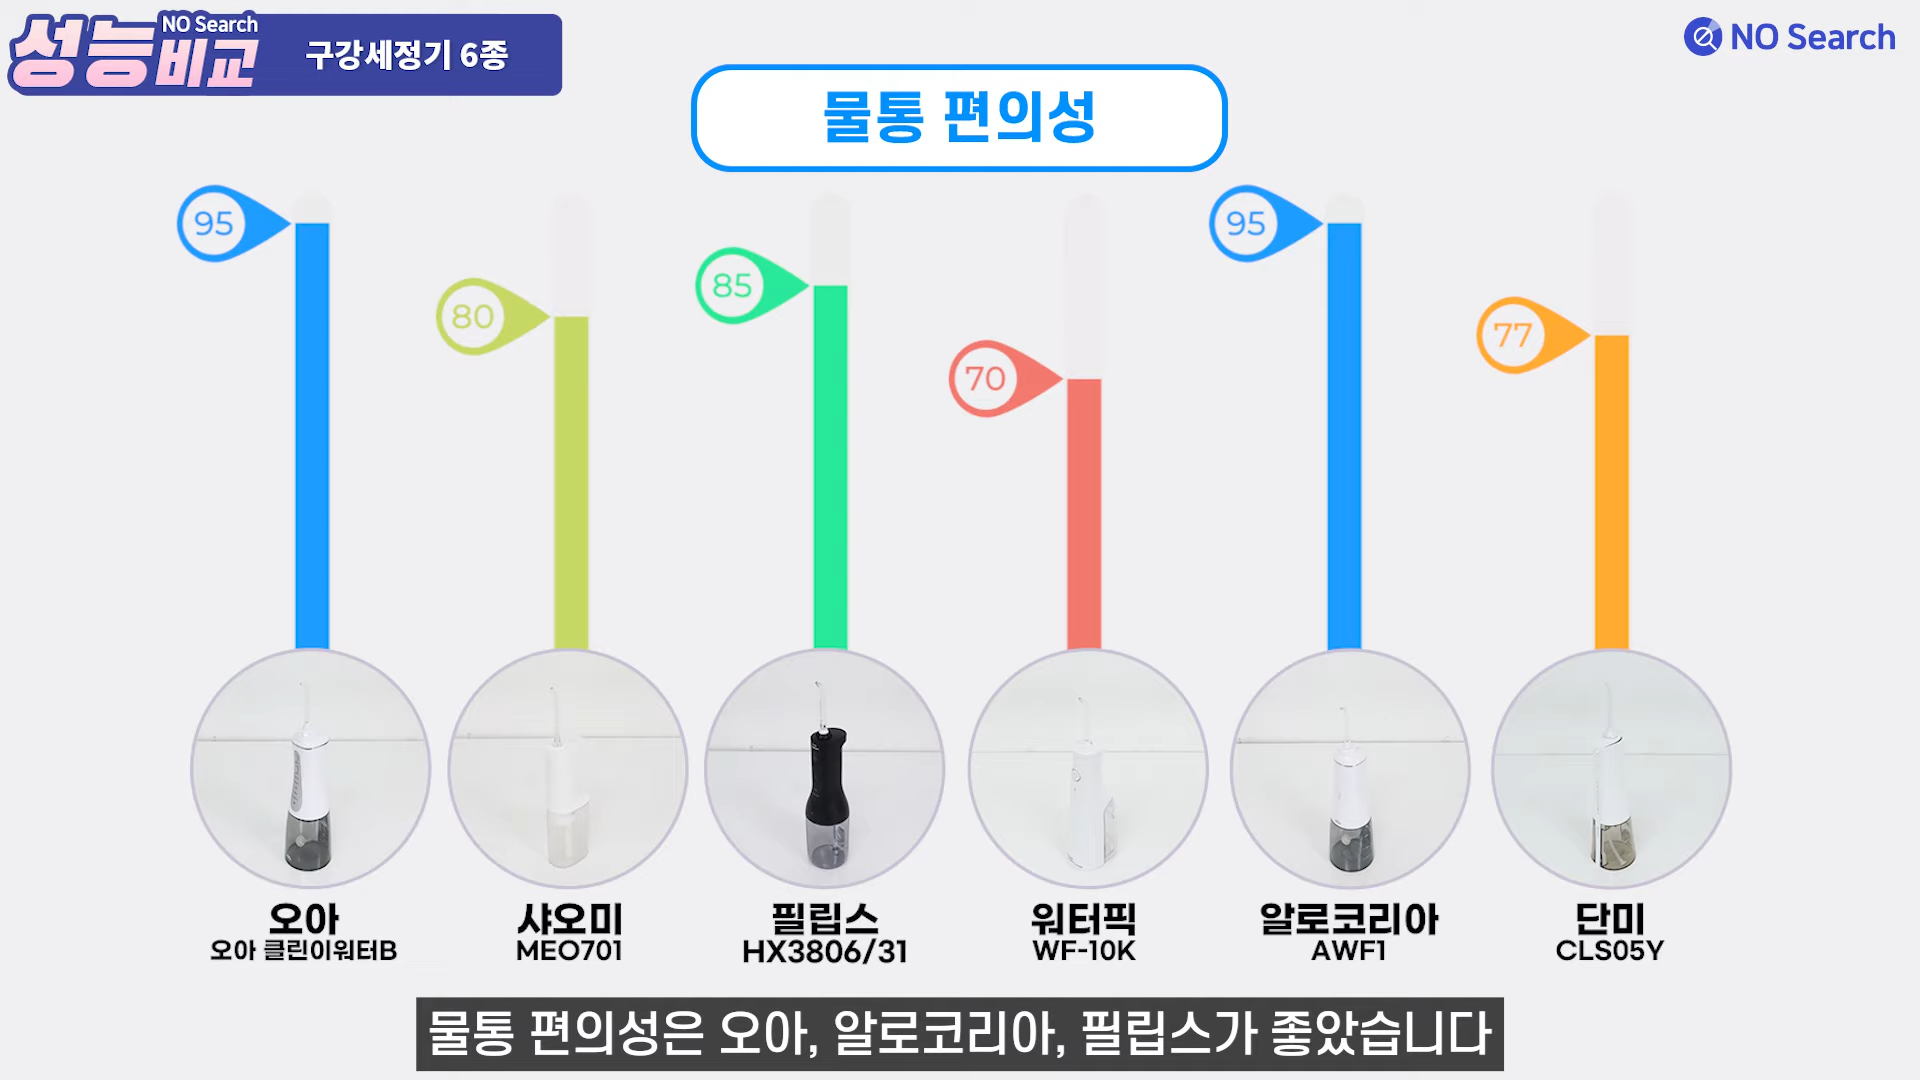 성능비교
NO Search
구강세정기 6종
NO Search
물통 편의성
95
80
85
70
95
77
오아
오아 클린이워터B
샤오미
MEO701
필립스
HX3806/31
워터픽
WF-10K
알로코리아
AWF1
단미
CLS05Y
물통 편의성은 오아, 알로코리아, 필립스가 좋았습니다